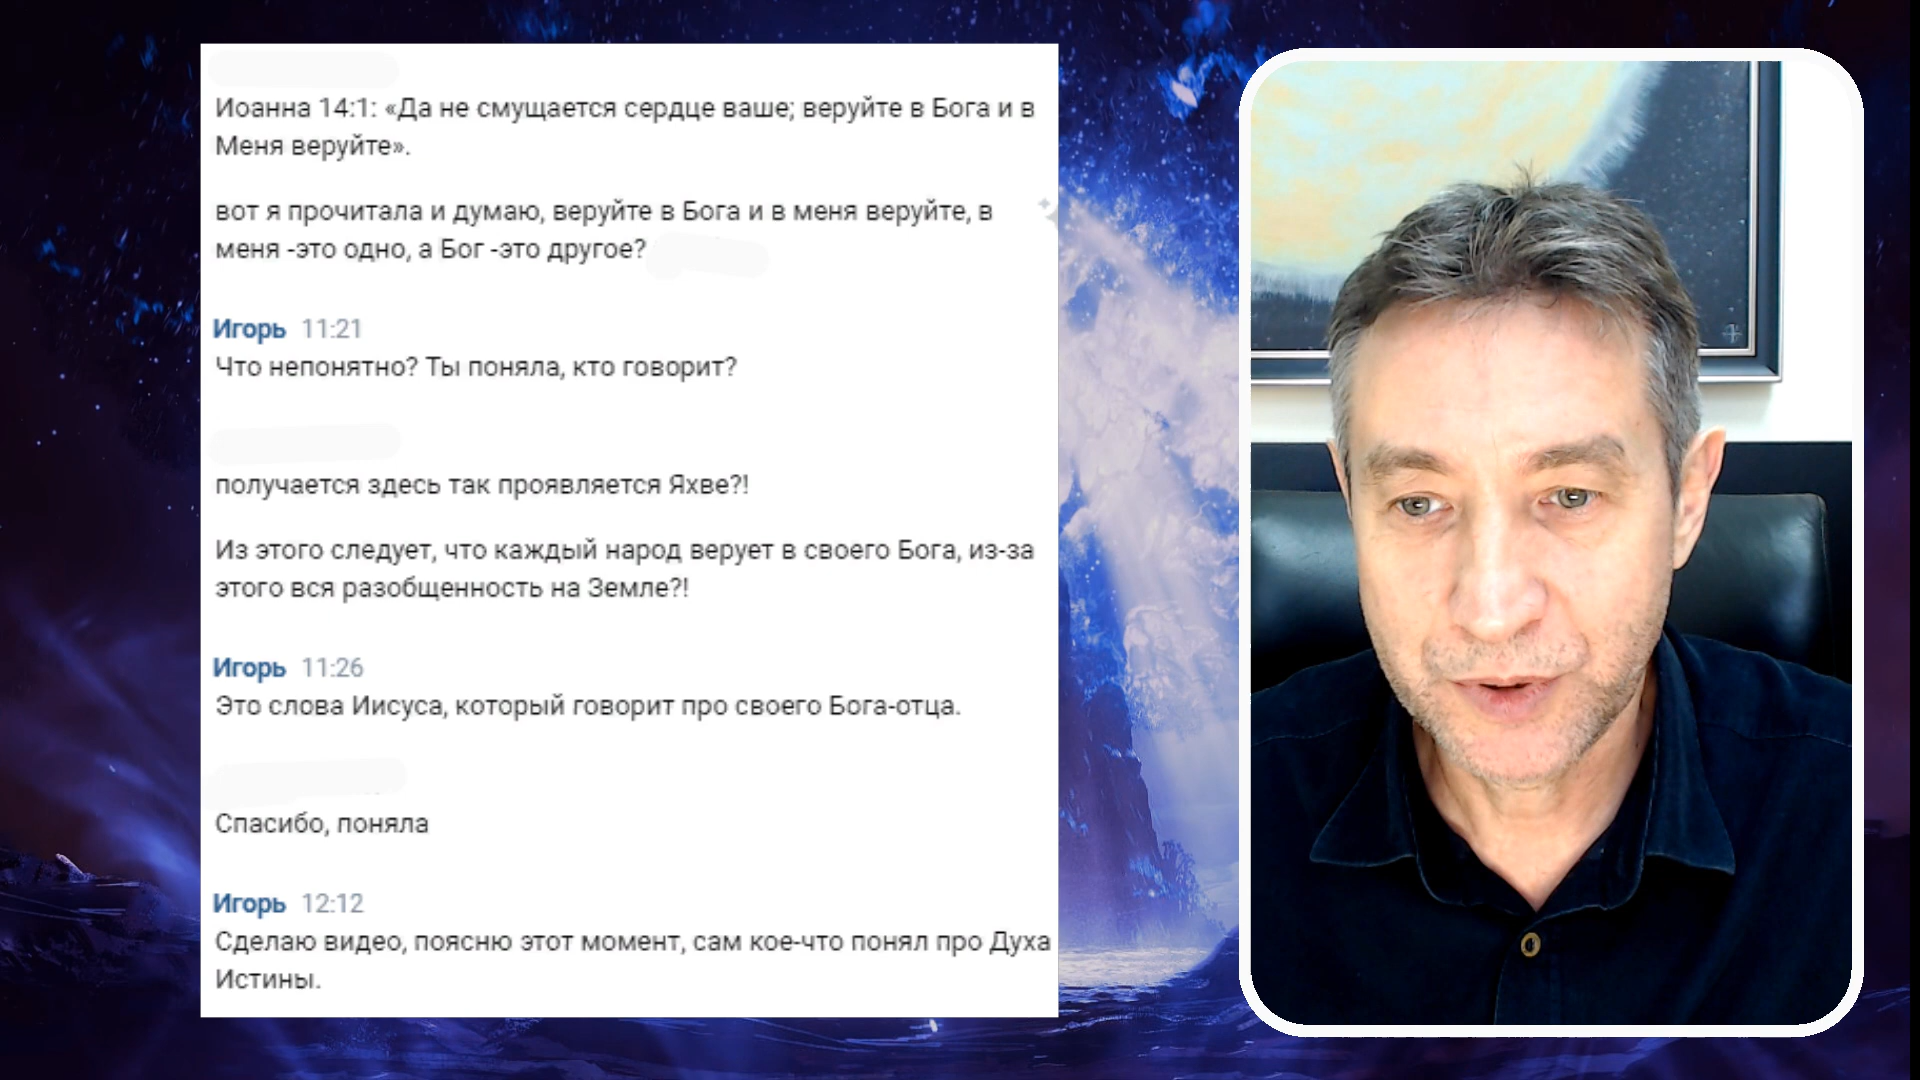 Иоанна 14:1: «Да не смущается сердце ваше; веруйте в Бога и в
Меня веруйте».
вот я прочитала и думаю, веруйте в Бога и в меня веруйте, в
меня -это одно, а Бог -это другое?
Игорь 11:21
Что непонятно? Ты поняла, кто говорит?
получается здесь так проявляется Яхве?!
Из этого следует, что каждый народ верует в своего Бога, из-за
этого вся разобщенность на Земле?!
Игорь 11:26
Это слова Иисуса, который говорит про своего Бога-отца.
Спасибо, поняла
Игорь 12:12
Сделаю видео, поясню этот момент, сам кое-что понял про Духа
Истины.